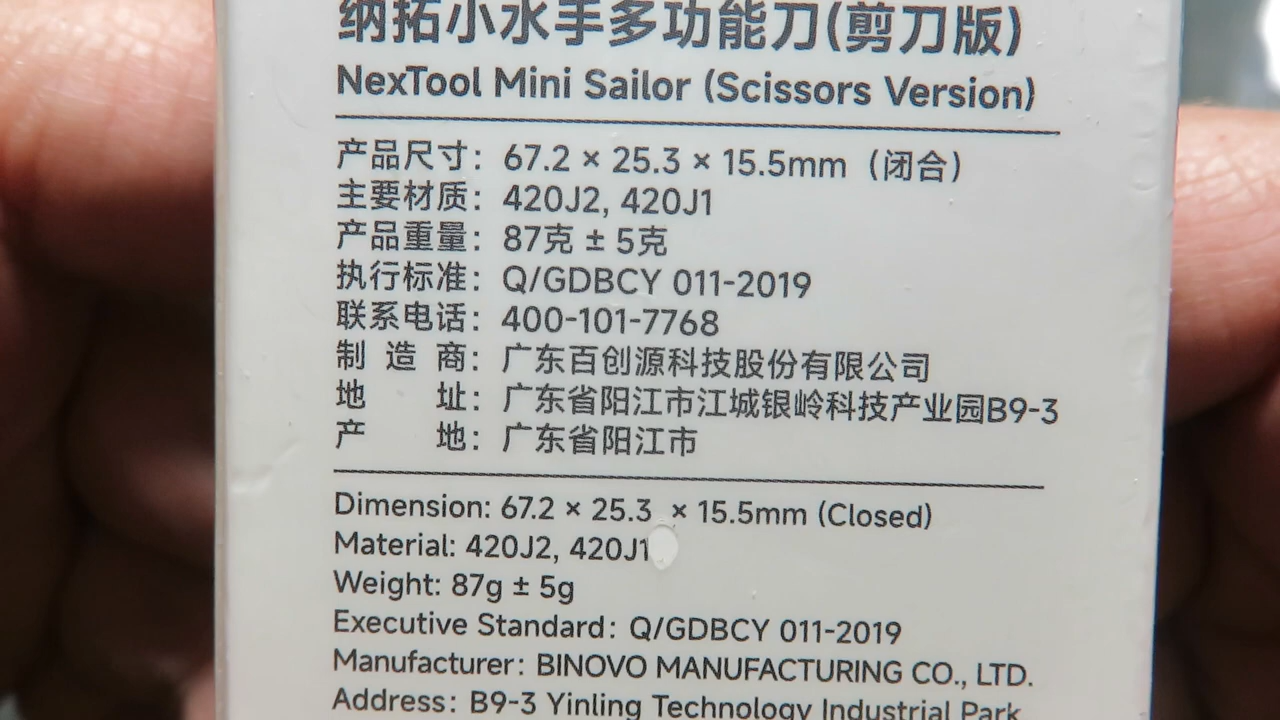 纳拓小水手多功能刀(剪刀版)
NexTool Mini Sailor (Scissors Version)
产品尺寸：67.2 × 25.3 × 15.5mm（闭合）
主要材质：420J2, 420J1
产品重量：87克 ± 5克
执行标准：Q/GDBCY 011-2019
联系电话：400-101-7768
制 造 商：广东百创源科技股份有限公司
地　　址：广东省阳江市江城银岭科技产业园B9-3
产　　地：广东省阳江市
Dimension: 67.2 × 25.3 × 15.5mm (Closed)
Material: 420J2, 420J1
Weight: 87g ± 5g
Executive Standard: Q/GDBCY 011-2019
Manufacturer: BINOVO MANUFACTURING CO., LTD.
Address: B9-3 Yinling Technology Industrial Park